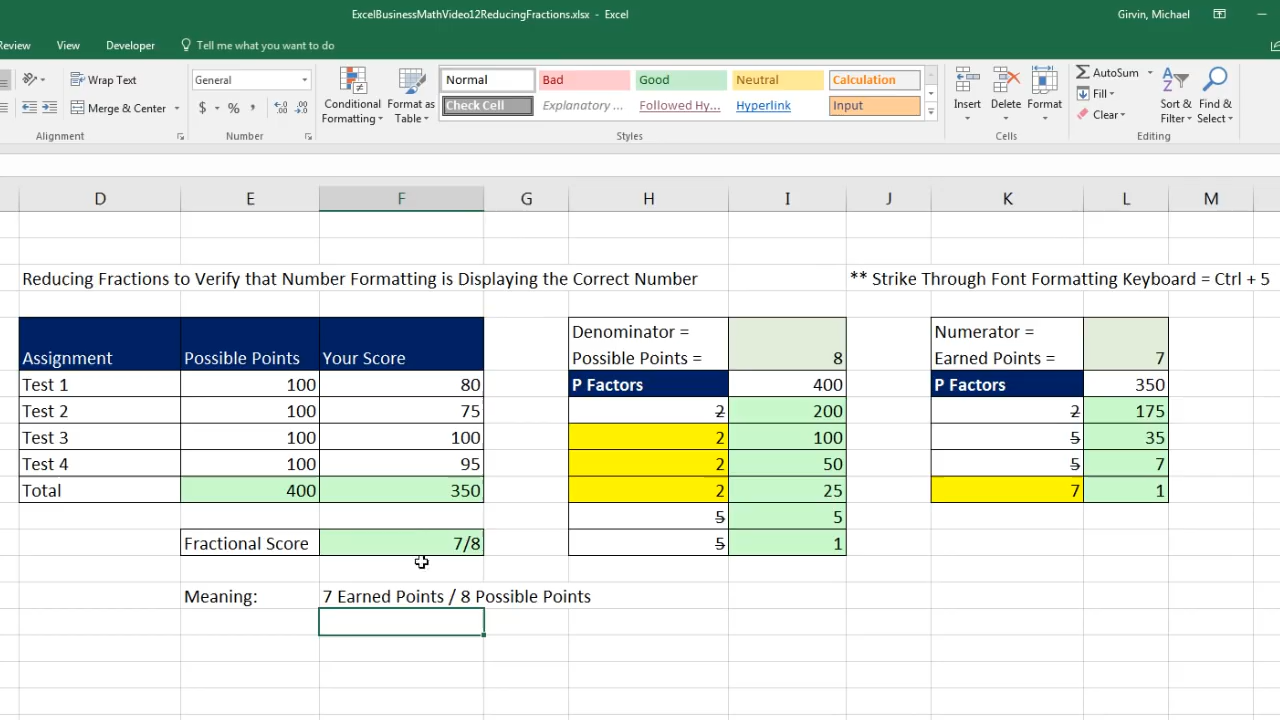 ExcelBusinessMathVideo12ReducingFractions.xlsx - Excel
Girvin, Michael
Review View Developer Tell me what you want to do
Wrap Text
Merge & Center
Alignment
General
$ % ,
Number
Conditional Formatting
Format as Table
Normal Bad Good Neutral Calculation
Check Cell Explanatory ... Followed Hy... Hyperlink Input
Styles
Insert Delete Format
Cells
AutoSum
Fill
Clear
Sort & Filter
Find & Select
Editing
D E F G H I J K L M
Reducing Fractions to Verify that Number Formatting is Displaying the Correct Number
** Strike Through Font Formatting Keyboard = Ctrl + 5
Assignment Possible Points Your Score
Test 1 100 80
Test 2 100 75
Test 3 100 100
Test 4 100 95
Total 400 350
Fractional Score 7/8
Meaning: 7 Earned Points / 8 Possible Points
Denominator =
Possible Points = 8
P Factors 400
2 200
2 100
2 50
2 25
5 5
5 1
Numerator =
Earned Points = 7
P Factors 350
2 175
5 35
5 7
7 1